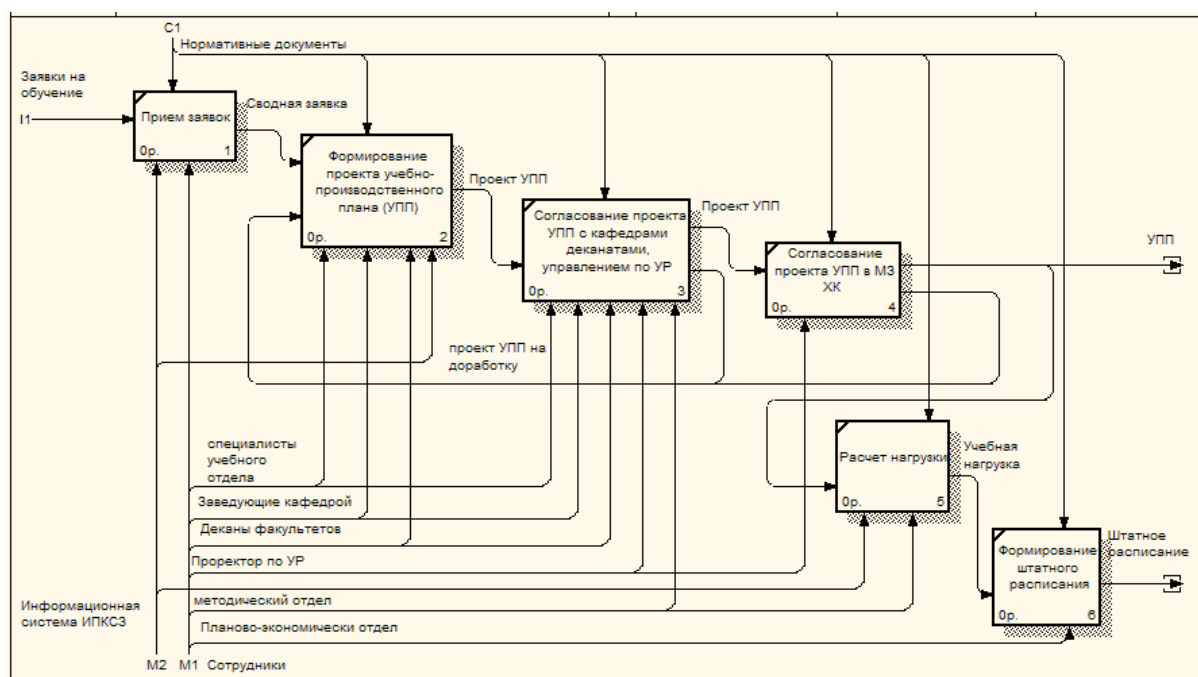 C1
Нормативные документы
Заявки на
обучение
I1
Прием заявок
0р. 1
Сводная заявка
Формирование
проекта учебно-
производственного
плана (УПП)
0р. 2
Проект УПП
Согласование проекта
УПП с кафедрами
деканатами,
управлением по УР
0р. 3
Проект УПП
Согласование
проекта УПП в МЗ
ХК
0р. 4
УПП
проект УПП на
доработку
специалисты
учебного
отдела
Заведующие кафедрой
Деканы факультетов
Проректор по УР
методический отдел
Планово-экономически отдел
Расчет нагрузки
0р. 5
Учебная
нагрузка
Формирование
штатного
расписания
0р. 6
Штатное
расписание
Информационная
система ИПКСЗ
M2 M1 Сотрудники